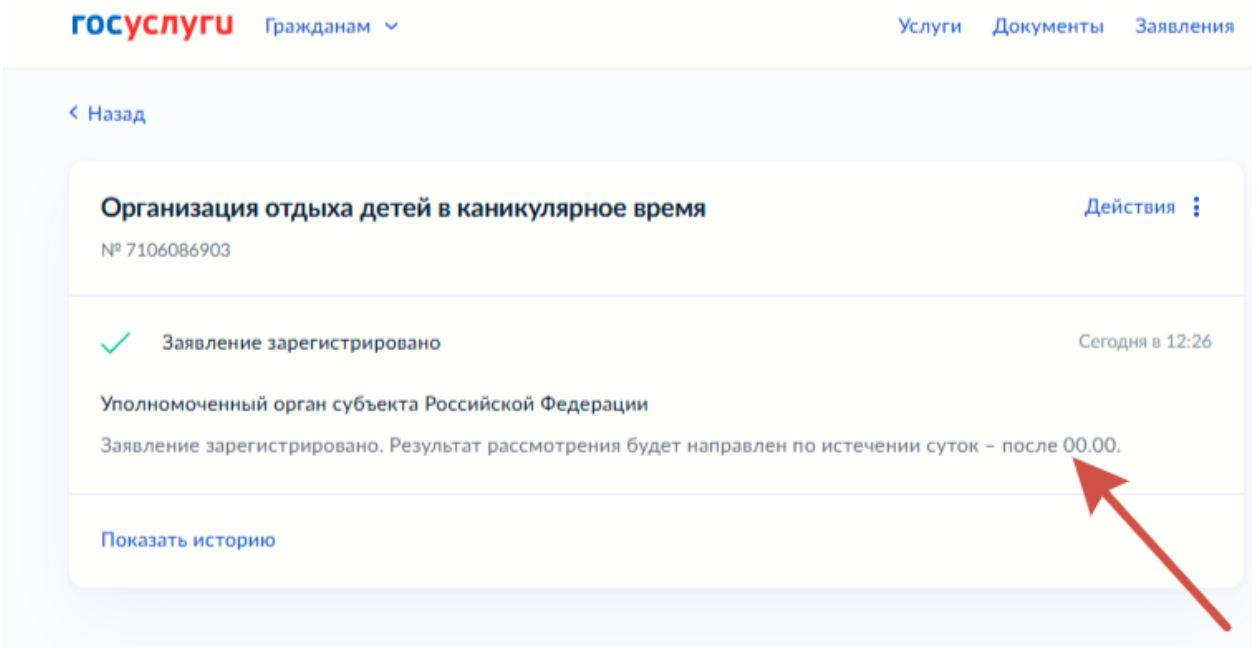 госуслуги Гражданам Услуги Документы Заявления
Назад
Организация отдыха детей в каникулярное время Действия
№ 7106086903
Заявление зарегистрировано Сегодня в 12:26
Уполномоченный орган субъекта Российской Федерации
Заявление зарегистрировано. Результат рассмотрения будет направлен по истечении суток – после 00.00.
Показать историю